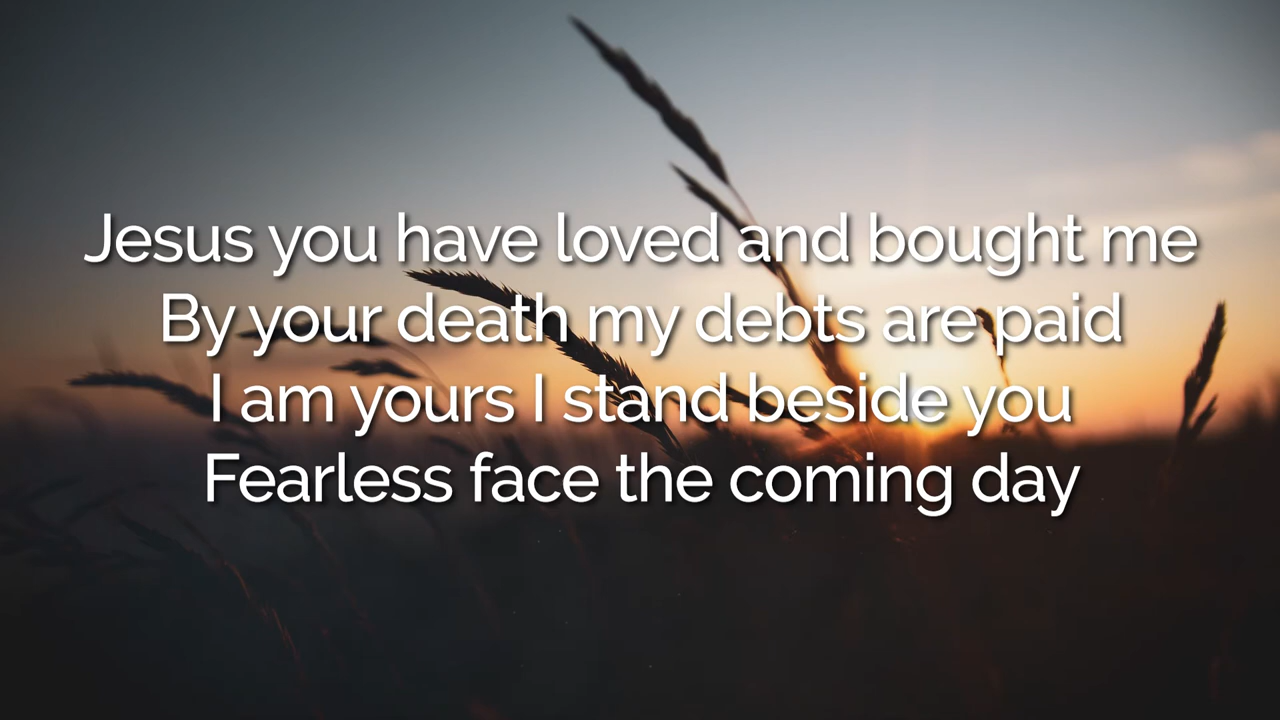 Jesus you have loved and bought me
By your death my debts are paid
I am yours I stand beside you
Fearless face the coming day